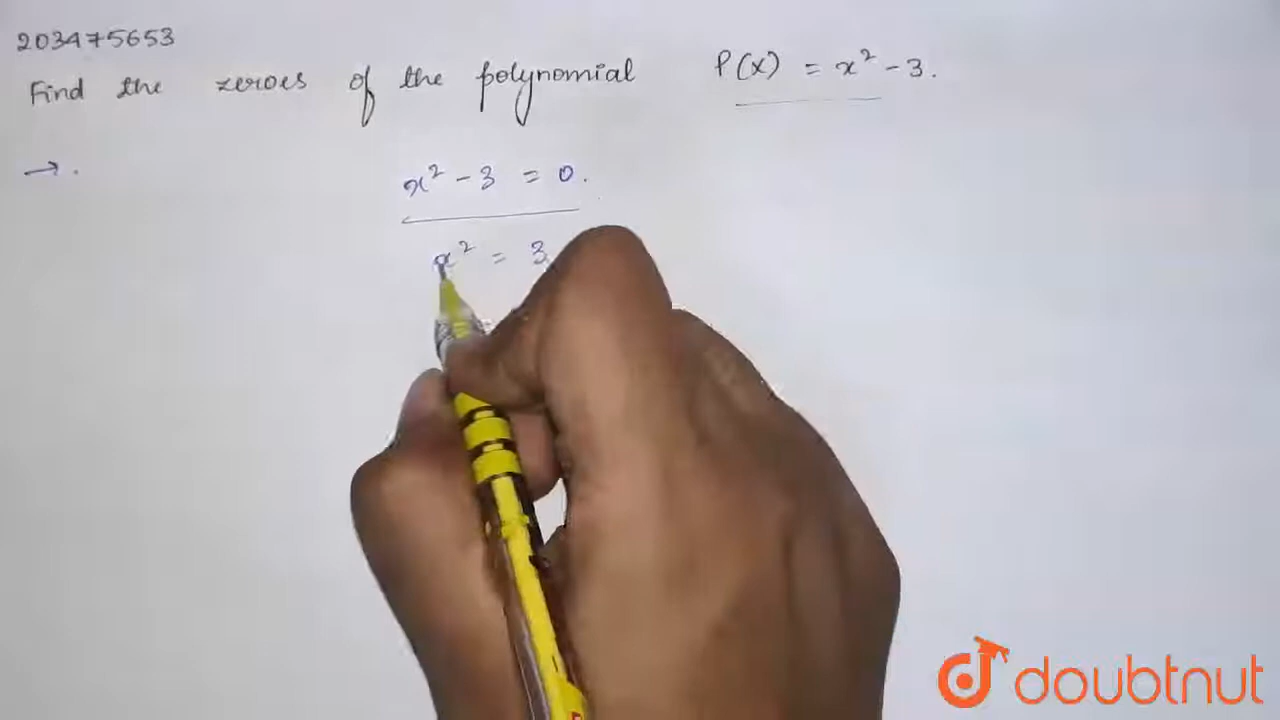 203475653
Find the zeroes of the polynomial P(x) = x² - 3.
→.
x² - 3 = 0.
x² = 3
doubtnut